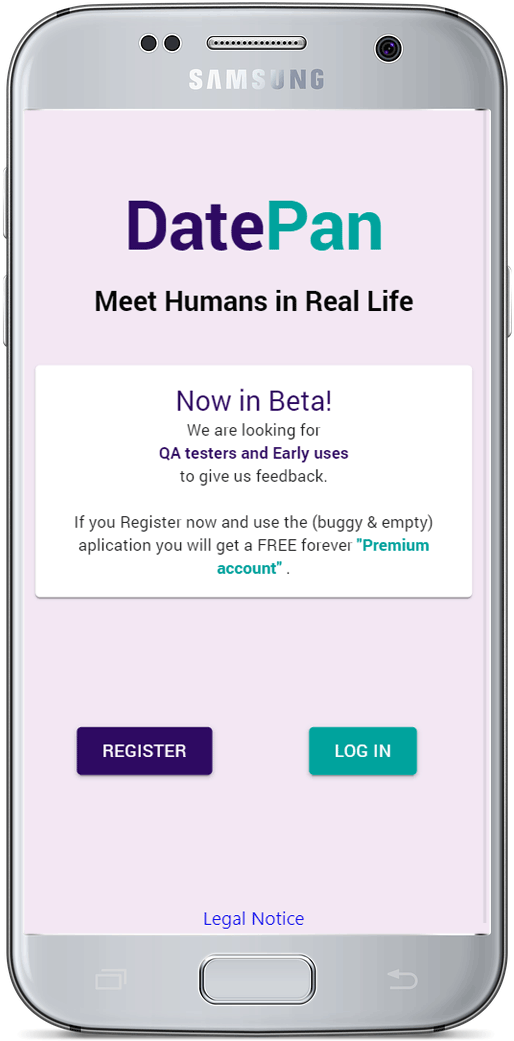 SAMSUNG
DatePan
Meet Humans in Real Life
Now in Beta!
We are looking for
QA testers and Early uses
to give us feedback.
If you Register now and use the (buggy & empty)
aplication you will get a FREE forever "Premium
account" .
REGISTER
LOG IN
Legal Notice